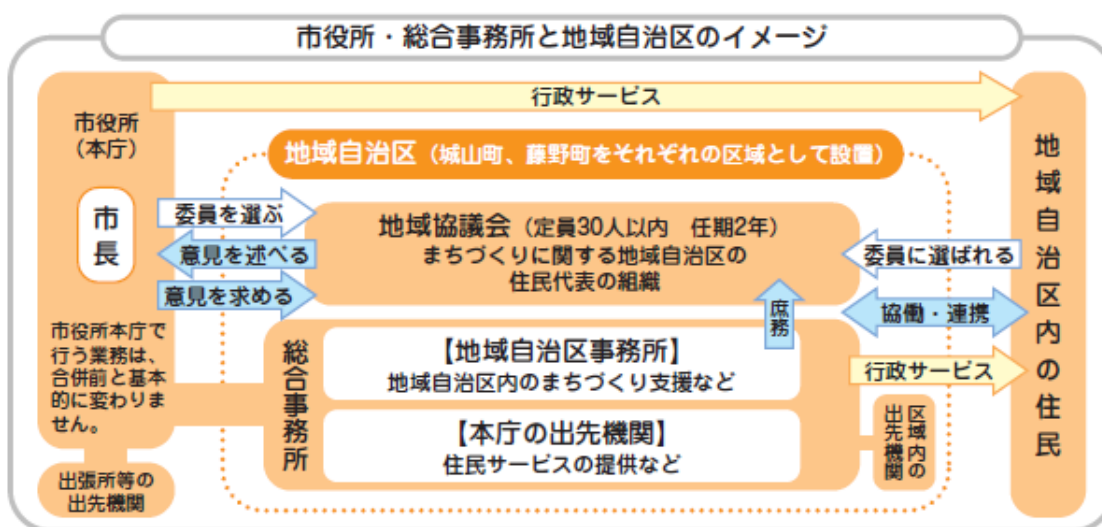 市役所・総合事務所と地域自治区のイメージ
行政サービス
市役所
（本庁）
市長
市役所本庁で
行う業務は、
合併前と基本
的に変わりま
せん。
出張所等の
出先機関
地域自治区（城山町、藤野町をそれぞれの区域として設置）
委員を選ぶ
意見を述べる
意見を求める
地域協議会（定員30人以内　任期2年）
まちづくりに関する地域自治区の
住民代表の組織
委員に選ばれる
協働・連携
庶務
総合事務所
【地域自治区事務所】
地域自治区内のまちづくり支援など
【本庁の出先機関】
住民サービスの提供など
行政サービス
区域内の
出先機関
地域自治区内の住民